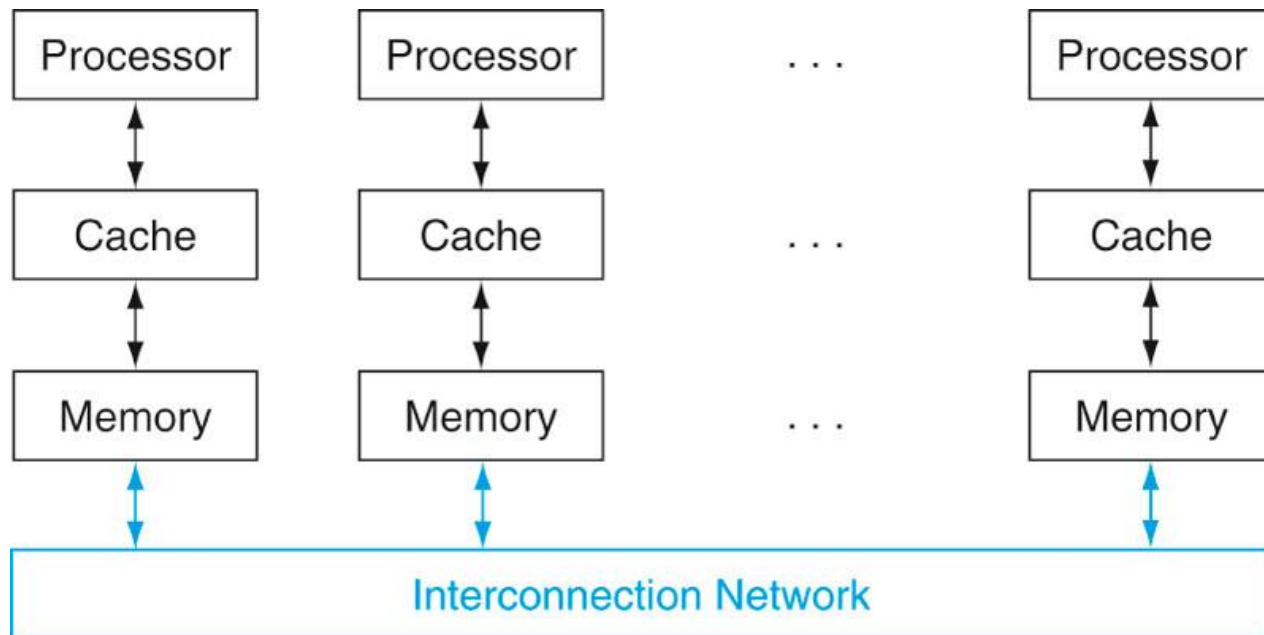 Processor Processor . . . Processor
Cache Cache . . . Cache
Memory Memory . . . Memory
Interconnection Network